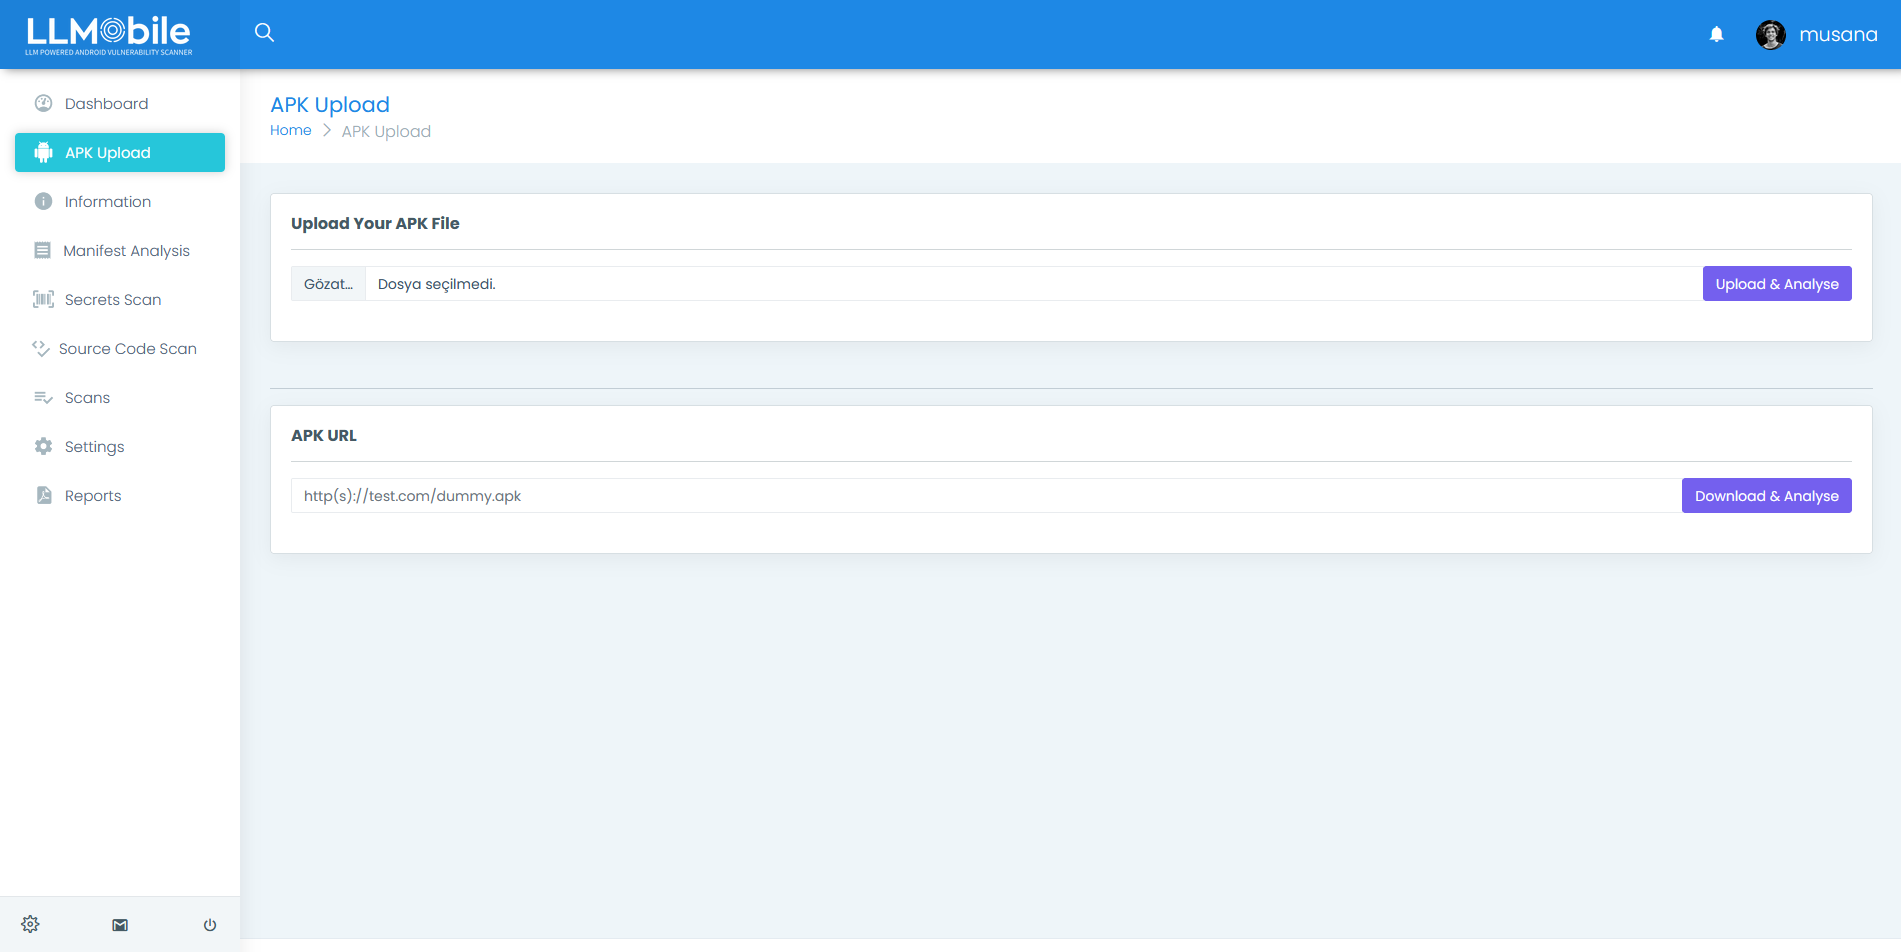 LLMobile
LLM POWERED ANDROID VULNERABILITY SCANNER
musana
Dashboard
APK Upload
Information
Manifest Analysis
Secrets Scan
Source Code Scan
Scans
Settings
Reports
APK Upload
Home > APK Upload
Upload Your APK File
Gözat... Dosya seçilmedi. Upload & Analyse
APK URL
http(s)://test.com/dummy.apk Download & Analyse